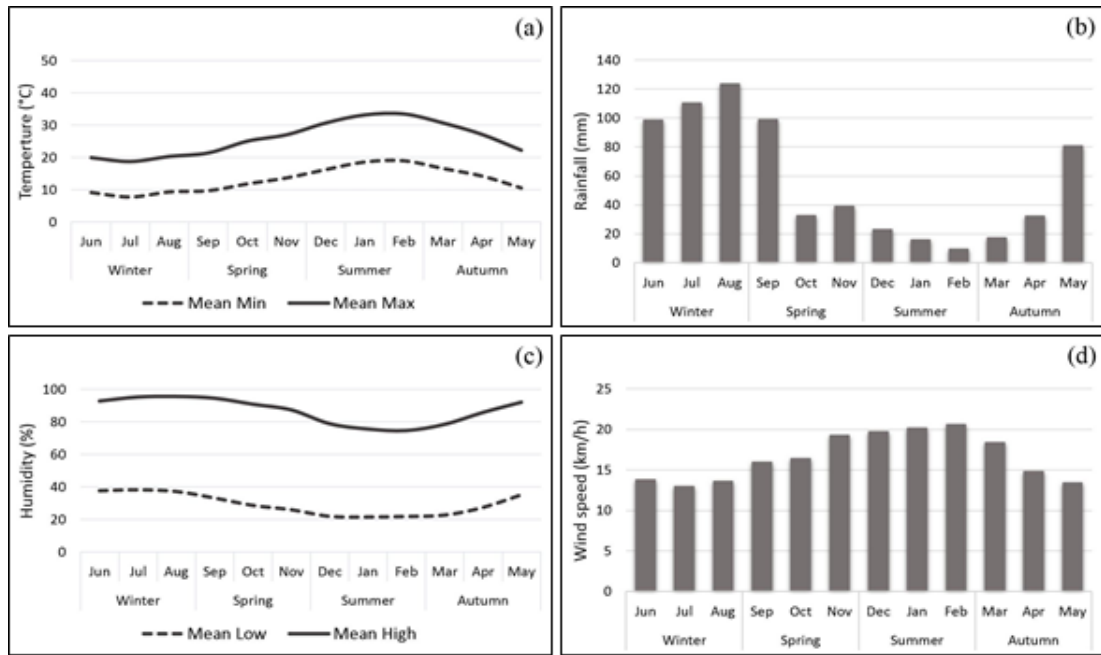 (a)
50
40
30
20
10
0
Temperture (°C)
Jun Jul Aug Sep Oct Nov Dec Jan Feb Mar Apr May
Winter Spring Summer Autumn
Mean Min Mean Max
(b)
140
120
100
80
60
40
20
0
Rainfall (mm)
Jun Jul Aug Sep Oct Nov Dec Jan Feb Mar Apr May
Winter Spring Summer Autumn
(c)
100
80
60
40
20
0
Humidity (%)
Jun Jul Aug Sep Oct Nov Dec Jan Feb Mar Apr May
Winter Spring Summer Autumn
Mean Low Mean High
(d)
25
20
15
10
5
0
Wind speed (km/h)
Jun Jul Aug Sep Oct Nov Dec Jan Feb Mar Apr May
Winter Spring Summer Autumn